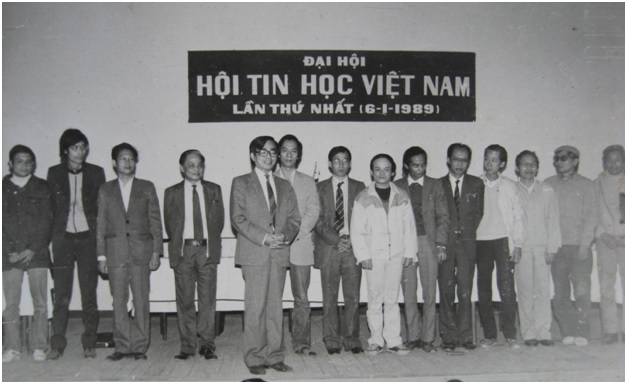 ĐẠI HỘI
HỘI TIN HỌC VIỆT NAM
LẦN THỨ NHẤT (6-1-1989)